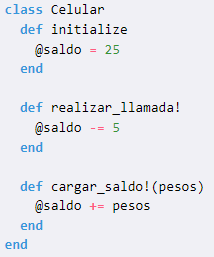 class Celular
  def initialize
    @saldo = 25
  end

  def realizar_llamada!
    @saldo -= 5
  end

  def cargar_saldo!(pesos)
    @saldo += pesos
  end
end